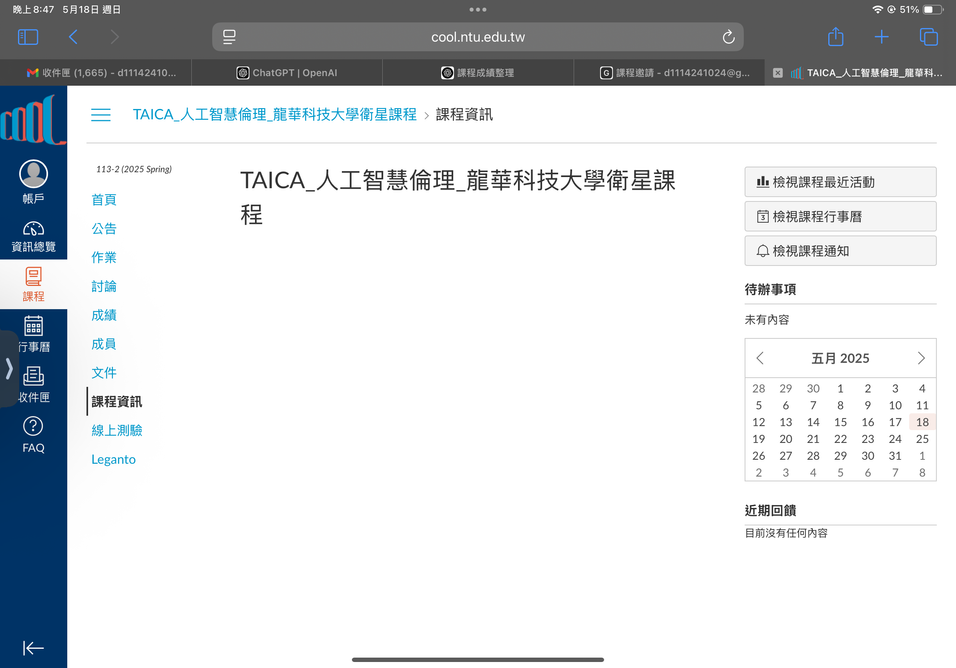 晚上8:47 5月18日 週日
51%
cool.ntu.edu.tw
收件匣 (1,665) - d11142410...
ChatGPT | OpenAI
課程成績整理
課程邀請 - d1114241024@g...
TAICA_人工智慧倫理_龍華科...
cool
帳戶
資訊總覽
課程
行事曆
收件匣
FAQ
TAICA_人工智慧倫理_龍華科技大學衛星課程 › 課程資訊
113-2 (2025 Spring)
首頁
公告
作業
討論
成績
成員
文件
課程資訊
線上測驗
Leganto
TAICA_人工智慧倫理_龍華科技大學衛星課
程
檢視課程最近活動
檢視課程行事曆
檢視課程通知
待辦事項
未有內容
五月 2025
28 29 30 1 2 3 4
5 6 7 8 9 10 11
12 13 14 15 16 17 18
19 20 21 22 23 24 25
26 27 28 29 30 31 1
2 3 4 5 6 7 8
近期回饋
目前沒有任何內容